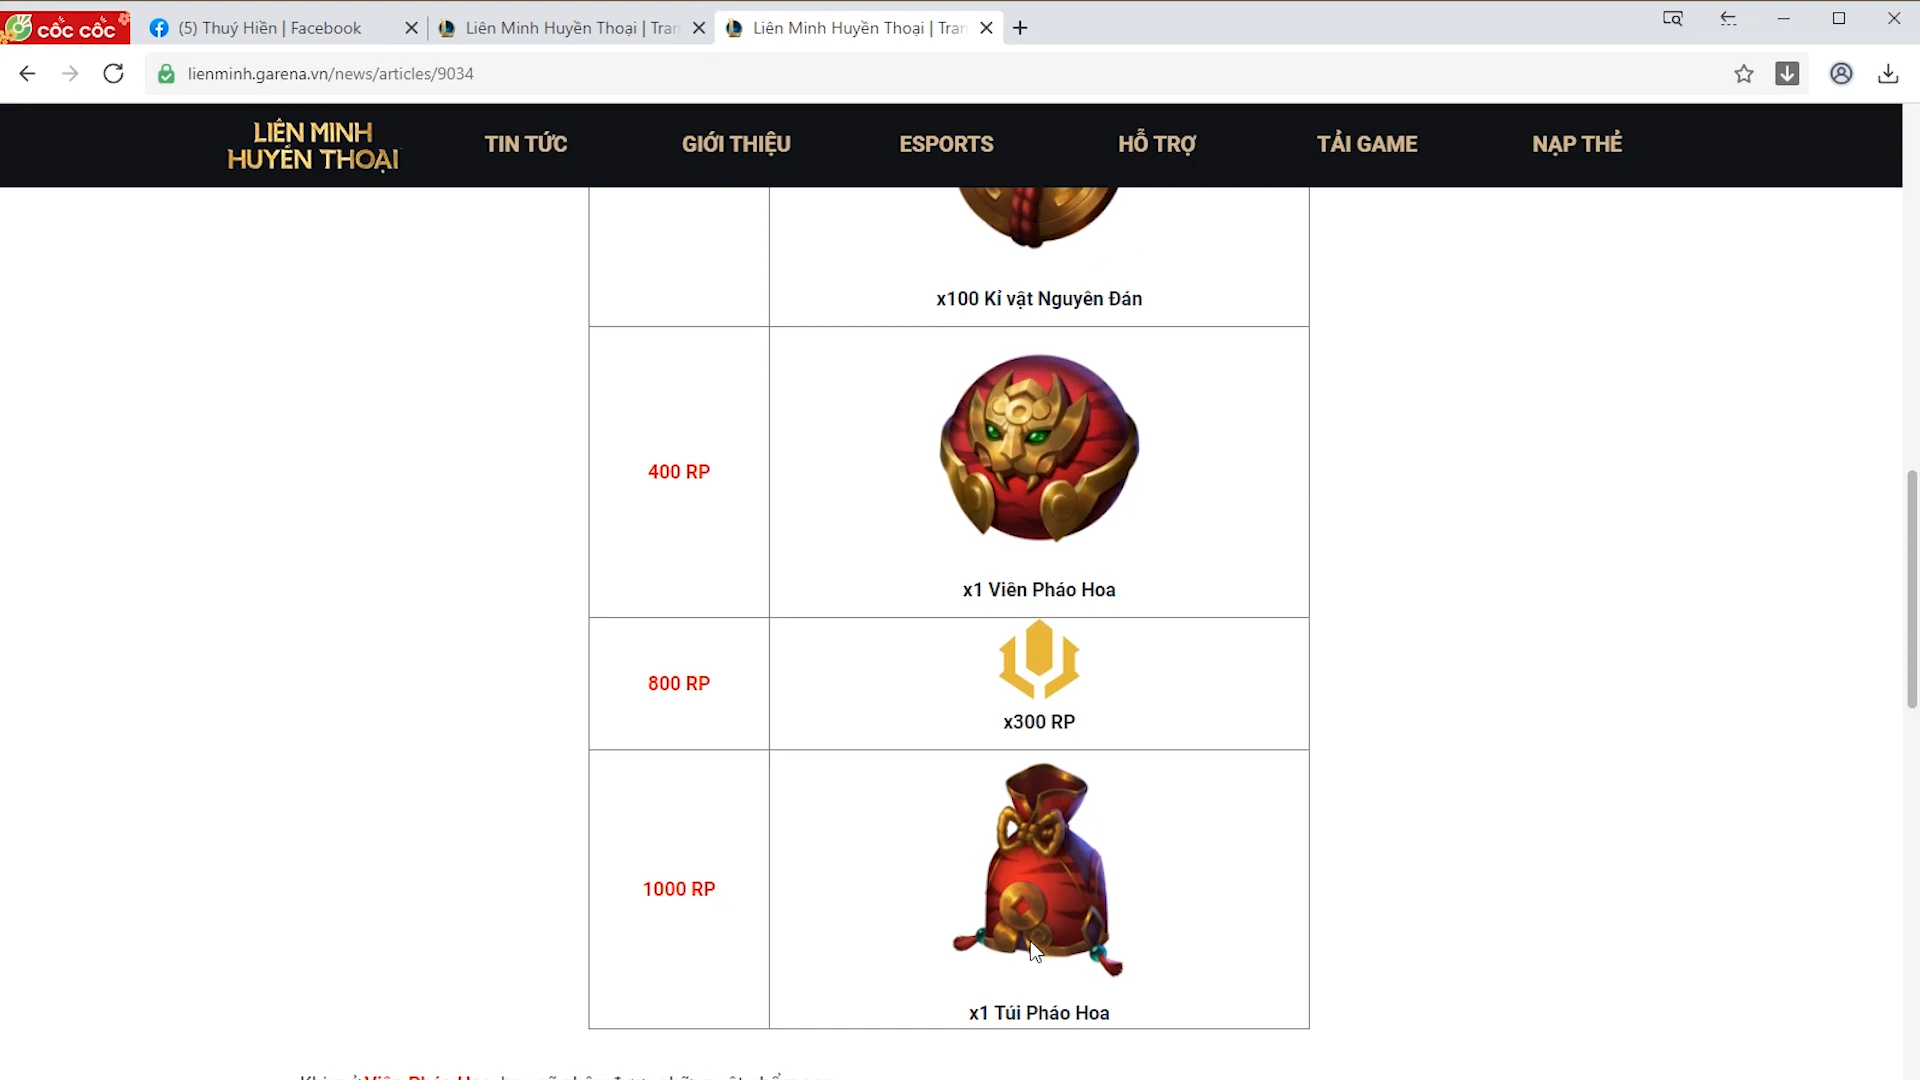 cốc cốc
(5) Thuý Hiền | Facebook
Liên Minh Huyền Thoại | Tran
Liên Minh Huyền Thoại | Tran
lienminh.garena.vn/news/articles/9034
LIÊN MINH
HUYỀN THOẠI
TIN TỨC
GIỚI THIỆU
ESPORTS
HỖ TRỢ
TẢI GAME
NẠP THẺ
x100 Kỉ vật Nguyên Đán
400 RP
x1 Viên Pháo Hoa
800 RP
x300 RP
1000 RP
x1 Túi Pháo Hoa